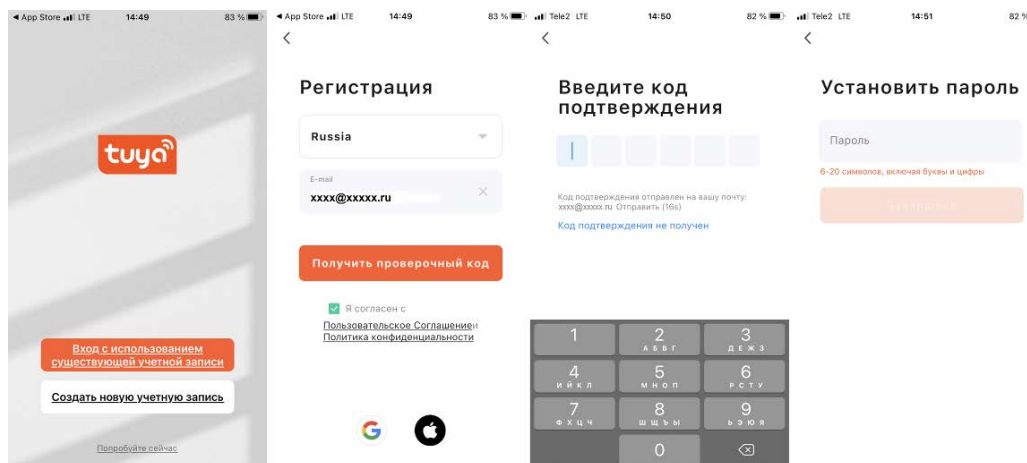 App Store LTE 14:49 83 %
tuya
Вход с использованием
существующей учетной записи
Создать новую учетную запись
Попробуйте сейчас
App Store LTE 14:49 83 %
Регистрация
Russia
E-mail
xxxx@xxxxx.ru
Получить проверочный код
Я согласен с
Пользовательское Соглашениеи
Политика конфиденциальности
Tele2 LTE 14:50 82 %
Введите код
подтверждения
Код подтверждения отправлен на вашу почту:
xxxx@xxxxx.ru Отправить (16s)
Код подтверждения не получен
1 2 3
АБВГ ДЕЖЗ
4 5 6
ИЙКЛ МНОП РСТУ
7 8 9
ФХЦЧ ШЩЪЫ ЬЭЮЯ
0
Tele2 LTE 14:51 82 %
Установить пароль
Пароль
6-20 символов, включая буквы и цифры